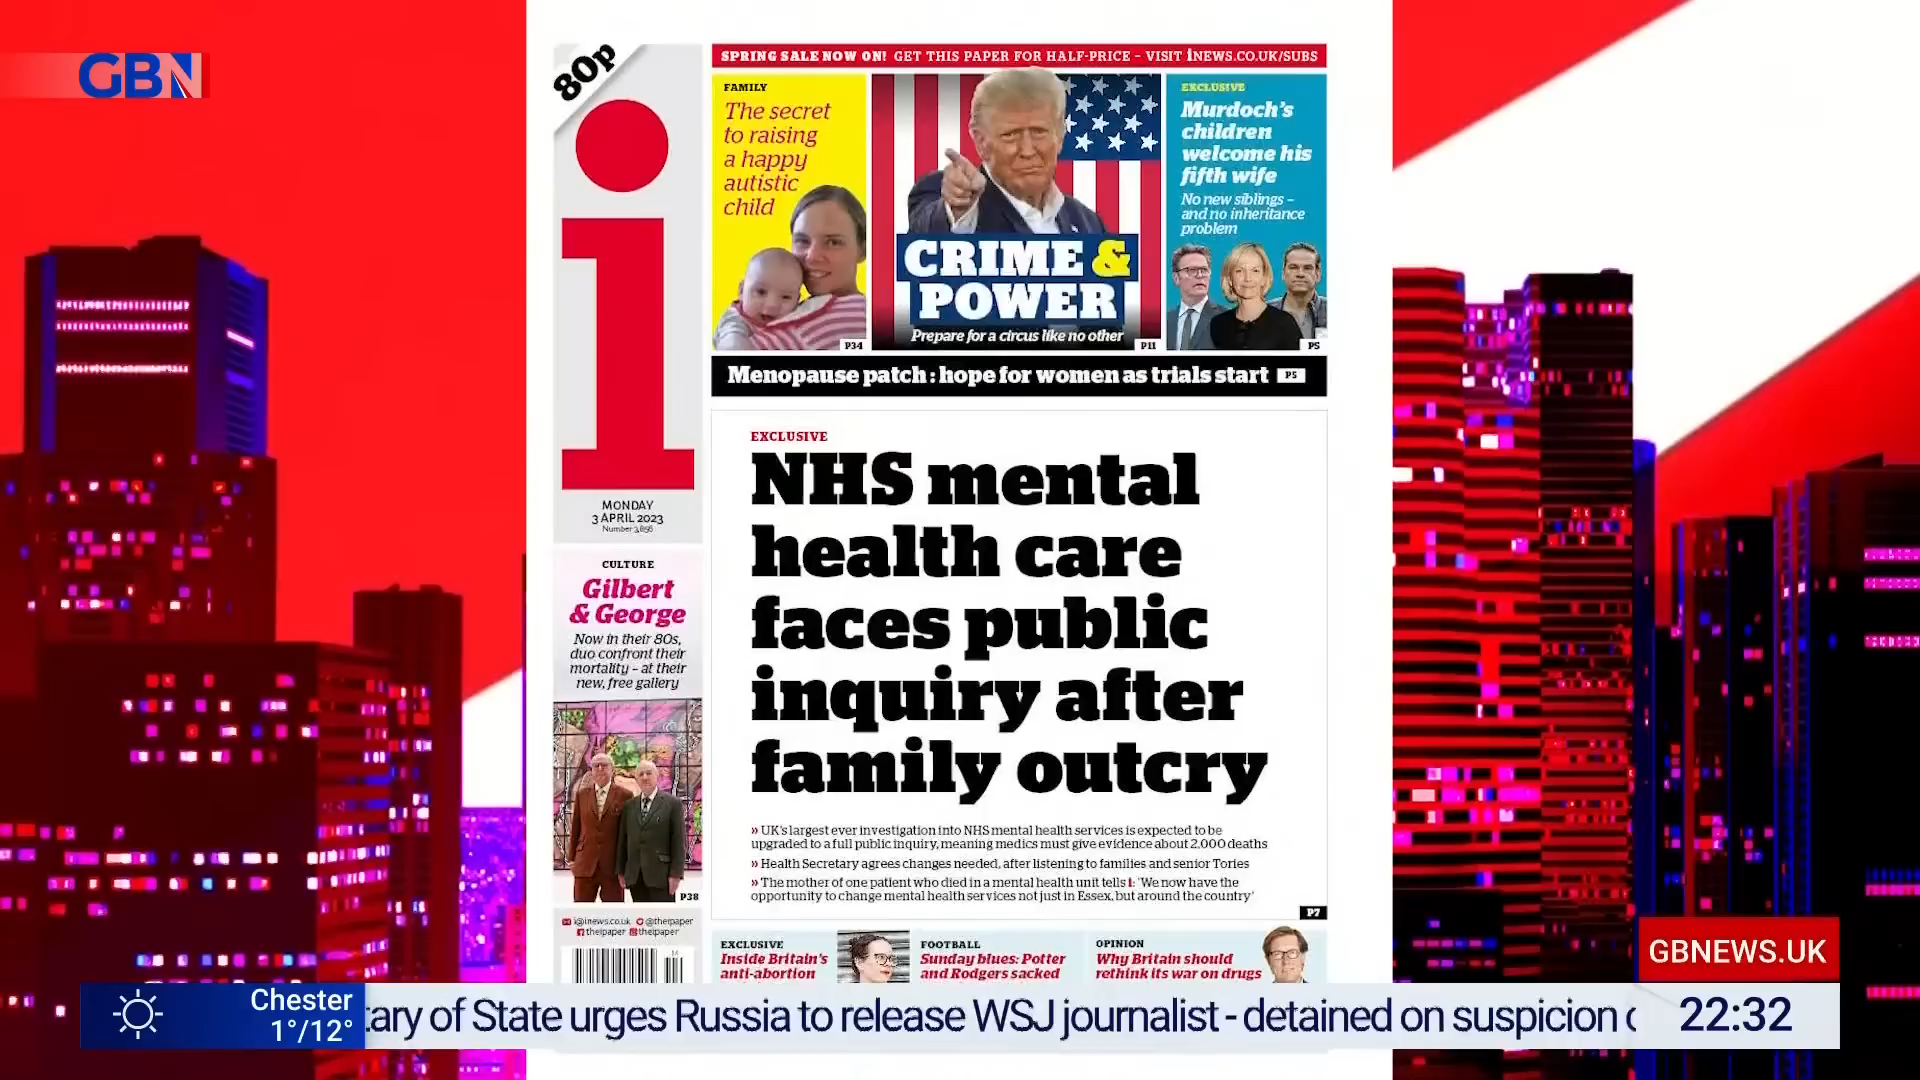 GBN
80p
i
MONDAY
3 APRIL 2023
Number 3,856
CULTURE
Gilbert
& George
Now in their 80s,
duo confront their
mortality – at their
new, free gallery
P38
i@inews.co.uk @theipaper
theipaper theipaper
SPRING SALE NOW ON! GET THIS PAPER FOR HALF-PRICE – VISIT iNEWS.CO.UK/SUBS
FAMILY
The secret
to raising
a happy
autistic
child
P34
CRIME &
POWER
Prepare for a circus like no other
P11
EXCLUSIVE
Murdoch's
children
welcome his
fifth wife
No new siblings –
and no inheritance
problem
P5
Menopause patch: hope for women as trials start P5
EXCLUSIVE
NHS mental
health care
faces public
inquiry after
family outcry
» UK's largest ever investigation into NHS mental health services is expected to be
upgraded to a full public inquiry, meaning medics must give evidence about 2,000 deaths
» Health Secretary agrees changes needed, after listening to families and senior Tories
» The mother of one patient who died in a mental health unit tells i: 'We now have the
opportunity to change mental health services not just in Essex, but around the country'
P7
EXCLUSIVE
Inside Britain's
anti-abortion
FOOTBALL
Sunday blues: Potter
and Rodgers sacked
OPINION
Why Britain should
rethink its war on drugs
GBNEWS.UK
Chester
1°/12°
tary of State urges Russia to release WSJ journalist - detained on suspicion
22:32